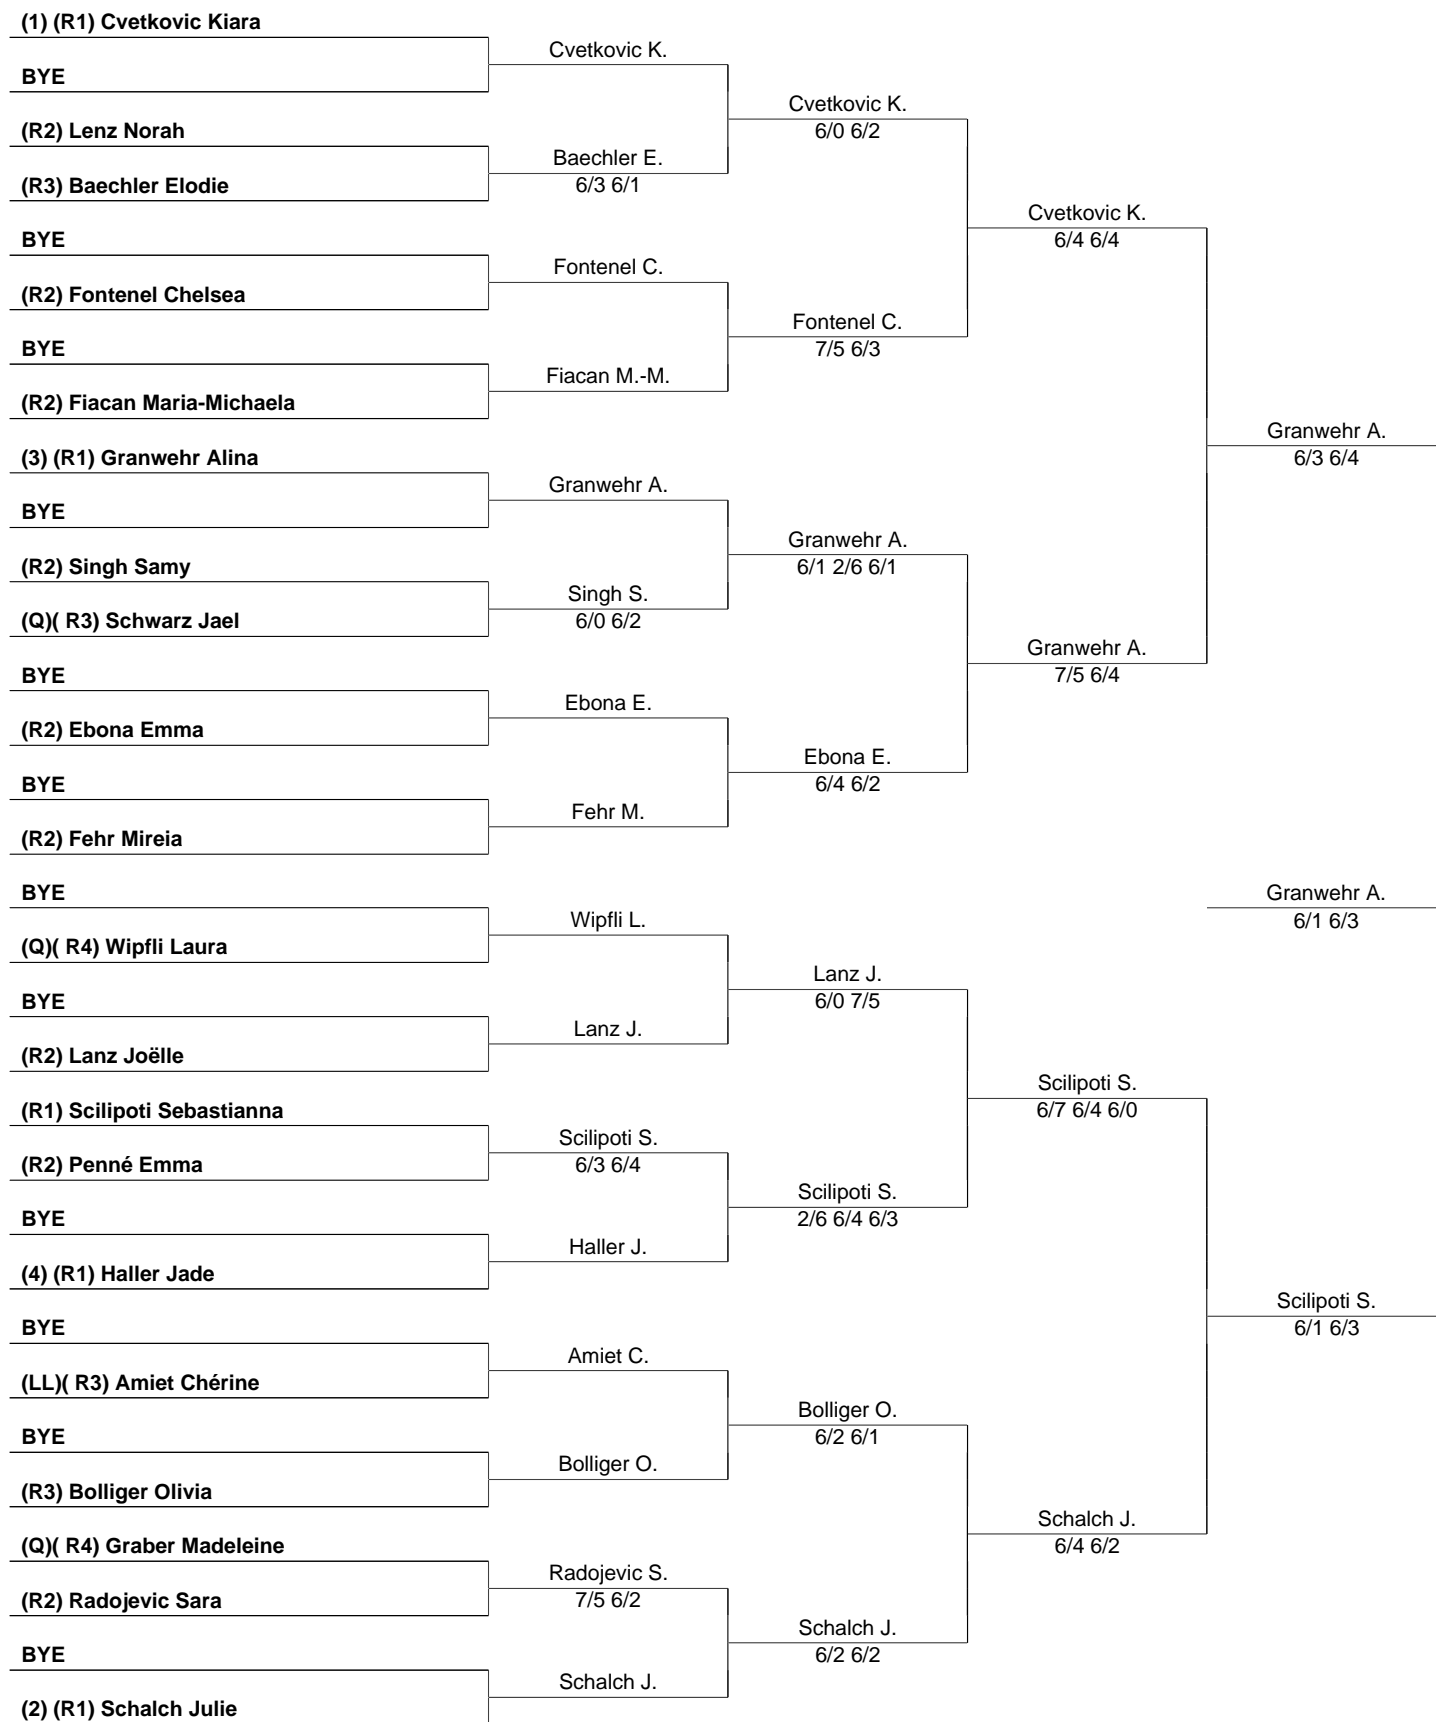 (1) (R1) Cvetkovic Kiara
BYE
(R2) Lenz Norah
(R3) Baechler Elodie
BYE
(R2) Fontenel Chelsea
BYE
(R2) Fiacan Maria-Michaela
(3) (R1) Granwehr Alina
BYE
(R2) Singh Samy
(Q)( R3) Schwarz Jael
BYE
(R2) Ebona Emma
BYE
(R2) Fehr Mireia
BYE
(Q)( R4) Wipfli Laura
BYE
(R2) Lanz Joëlle
(R1) Scilipoti Sebastianna
(R2) Penné Emma
BYE
(4) (R1) Haller Jade
BYE
(LL)( R3) Amiet Chérine
BYE
(R3) Bolliger Olivia
(Q)( R4) Graber Madeleine
(R2) Radojevic Sara
BYE
(2) (R1) Schalch Julie
Cvetkovic K.
Baechler E.
6/3 6/1
Fontenel C.
Fiacan M.-M.
Granwehr A.
Singh S.
6/0 6/2
Ebona E.
Fehr M.
Wipfli L.
Lanz J.
Scilipoti S.
6/3 6/4
Haller J.
Amiet C.
Bolliger O.
Radojevic S.
7/5 6/2
Schalch J.
Cvetkovic K.
6/0 6/2
Fontenel C.
7/5 6/3
Granwehr A.
6/1 2/6 6/1
Ebona E.
6/4 6/2
Lanz J.
6/0 7/5
Scilipoti S.
2/6 6/4 6/3
Bolliger O.
6/2 6/1
Schalch J.
6/2 6/2
Cvetkovic K.
6/4 6/4
Granwehr A.
7/5 6/4
Scilipoti S.
6/7 6/4 6/0
Schalch J.
6/4 6/2
Granwehr A.
6/3 6/4
Granwehr A.
6/1 6/3
Scilipoti S.
6/1 6/3